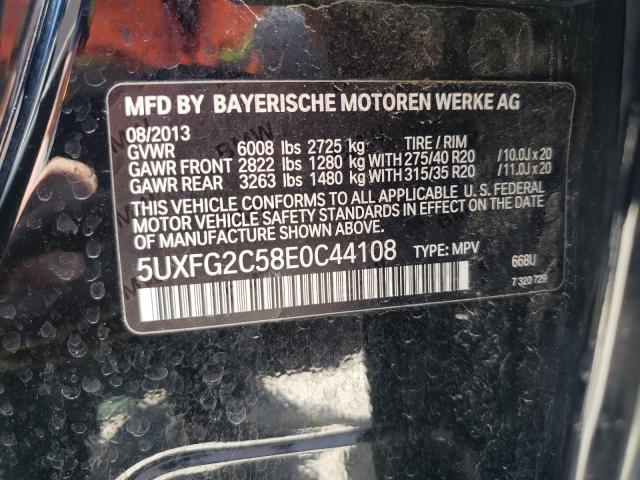 MFD BY BAYERISCHE MOTOREN WERKE AG
08/2013
GVWR 6008 lbs 2725 kg TIRE / RIM
GAWR FRONT 2822 lbs 1280 kg WITH 275/40 R20 /10.0J x 20
GAWR REAR 3263 lbs 1480 kg WITH 315/35 R20 /11.0J x 20
THIS VEHICLE CONFORMS TO ALL APPLICABLE U. S. FEDERAL
MOTOR VEHICLE SAFETY STANDARDS IN EFFECT ON THE DATE
OF MANUFACTURE SHOWN ABOVE.
5UXFG2C58E0C44108 TYPE: MPV 668U
7 320 729